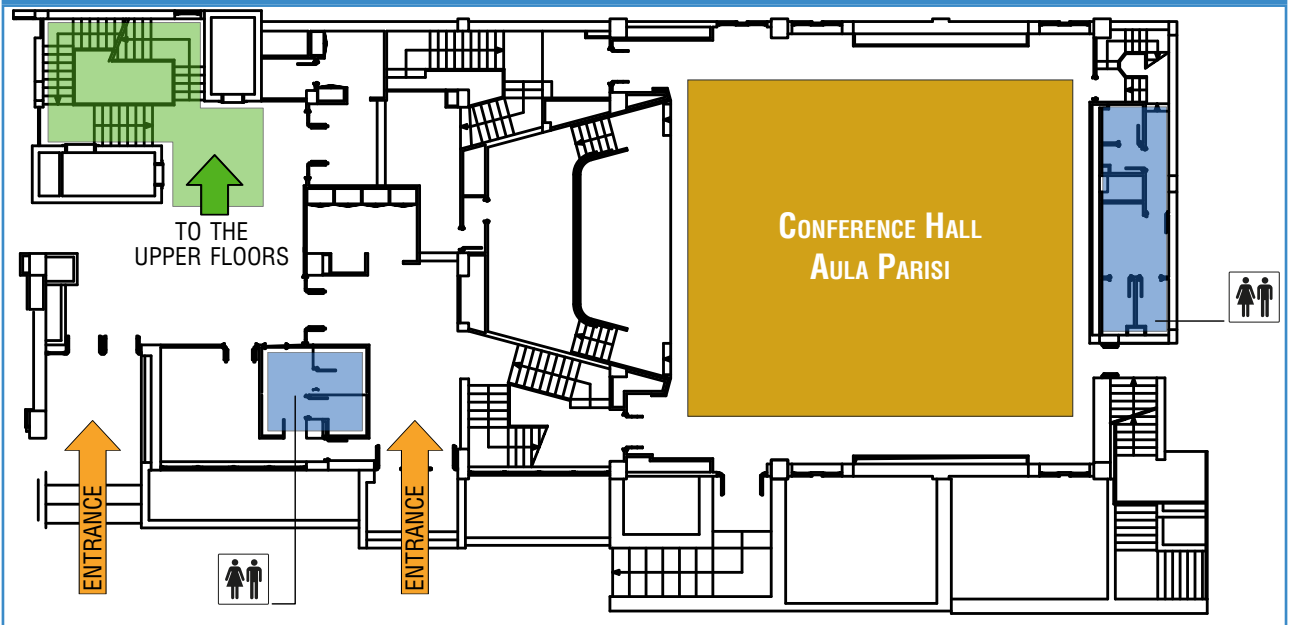 TO THE
UPPER FLOORS
CONFERENCE HALL
AULA PARISI
ENTRANCE
ENTRANCE